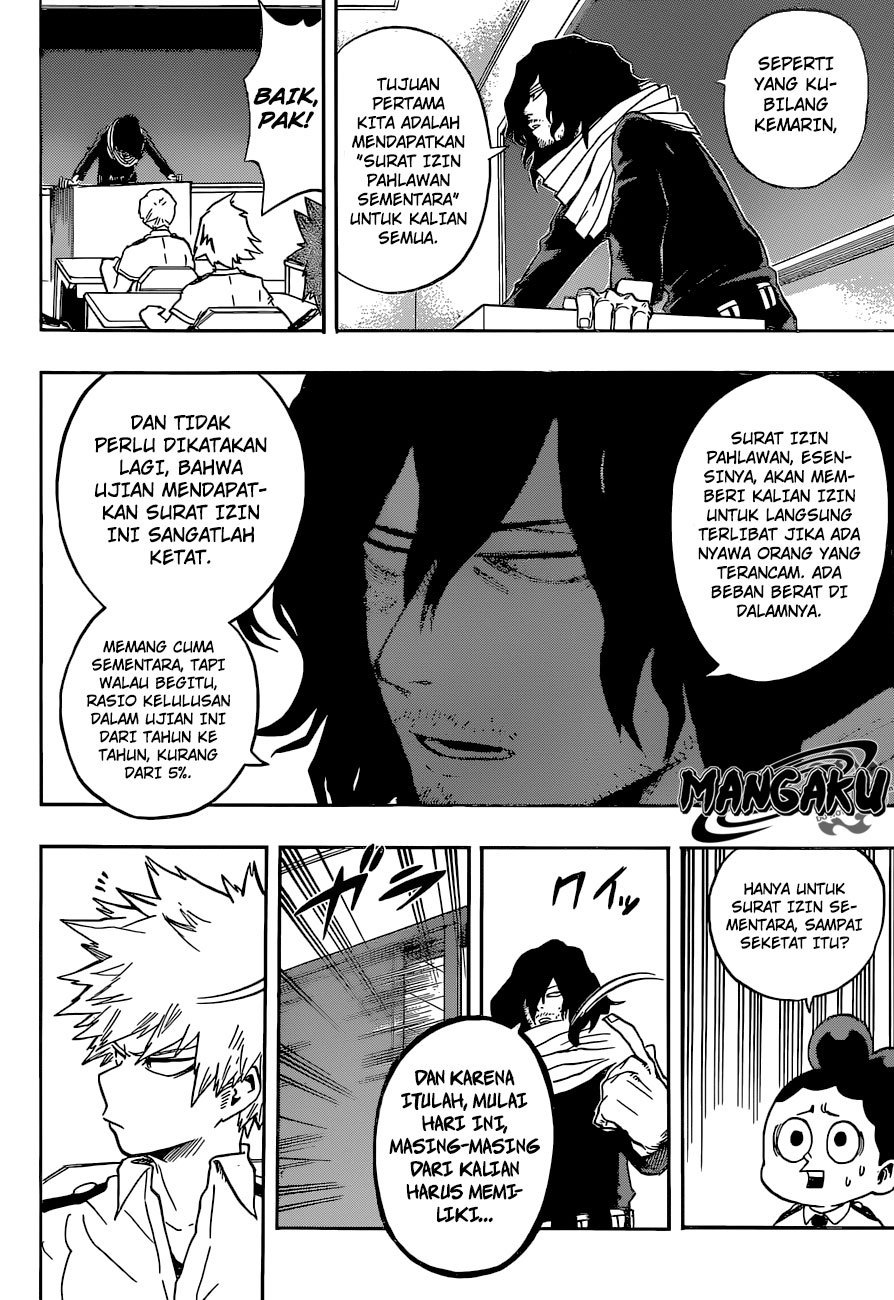 SEPERTI
YANG KU-
BILANG
KEMARIN,
TUJUAN
PERTAMA
KITA ADALAH
MENDAPATKAN
"SURAT IZIN
PAHLAWAN
SEMENTARA"
UNTUK KALIAN
SEMUA.
BAIK,
PAK!
SURAT IZIN
PAHLAWAN, ESEN-
SINYA, AKAN MEM-
BERI KALIAN IZIN
UNTUK LANGSUNG
TERLIBAT JIKA ADA
NYAWA ORANG YANG
TERANCAM. ADA
BEBAN BERAT DI
DALAMNYA.
DAN TIDAK
PERLU DIKATAKAN
LAGI, BAHWA
UJIAN MENDAPAT-
KAN SURAT IZIN
INI SANGATLAH
KETAT.
MEMANG CUMA
SEMENTARA, TAPI
WALAU BEGITU,
RASIO KELULUSAN
DALAM UJIAN INI
DARI TAHUN KE
TAHUN, KURANG
DARI 5%.
MANGAKU
HANYA UNTUK
SURAT IZIN SE-
MENTARA, SAMPAI
SEKETAT ITU?
クイッ
DAN KARENA
ITULAH, MULAI
HARI INI,
MASING-MASING
DARI KALIAN
HARUS MEMI-
LIKI...
ガラ